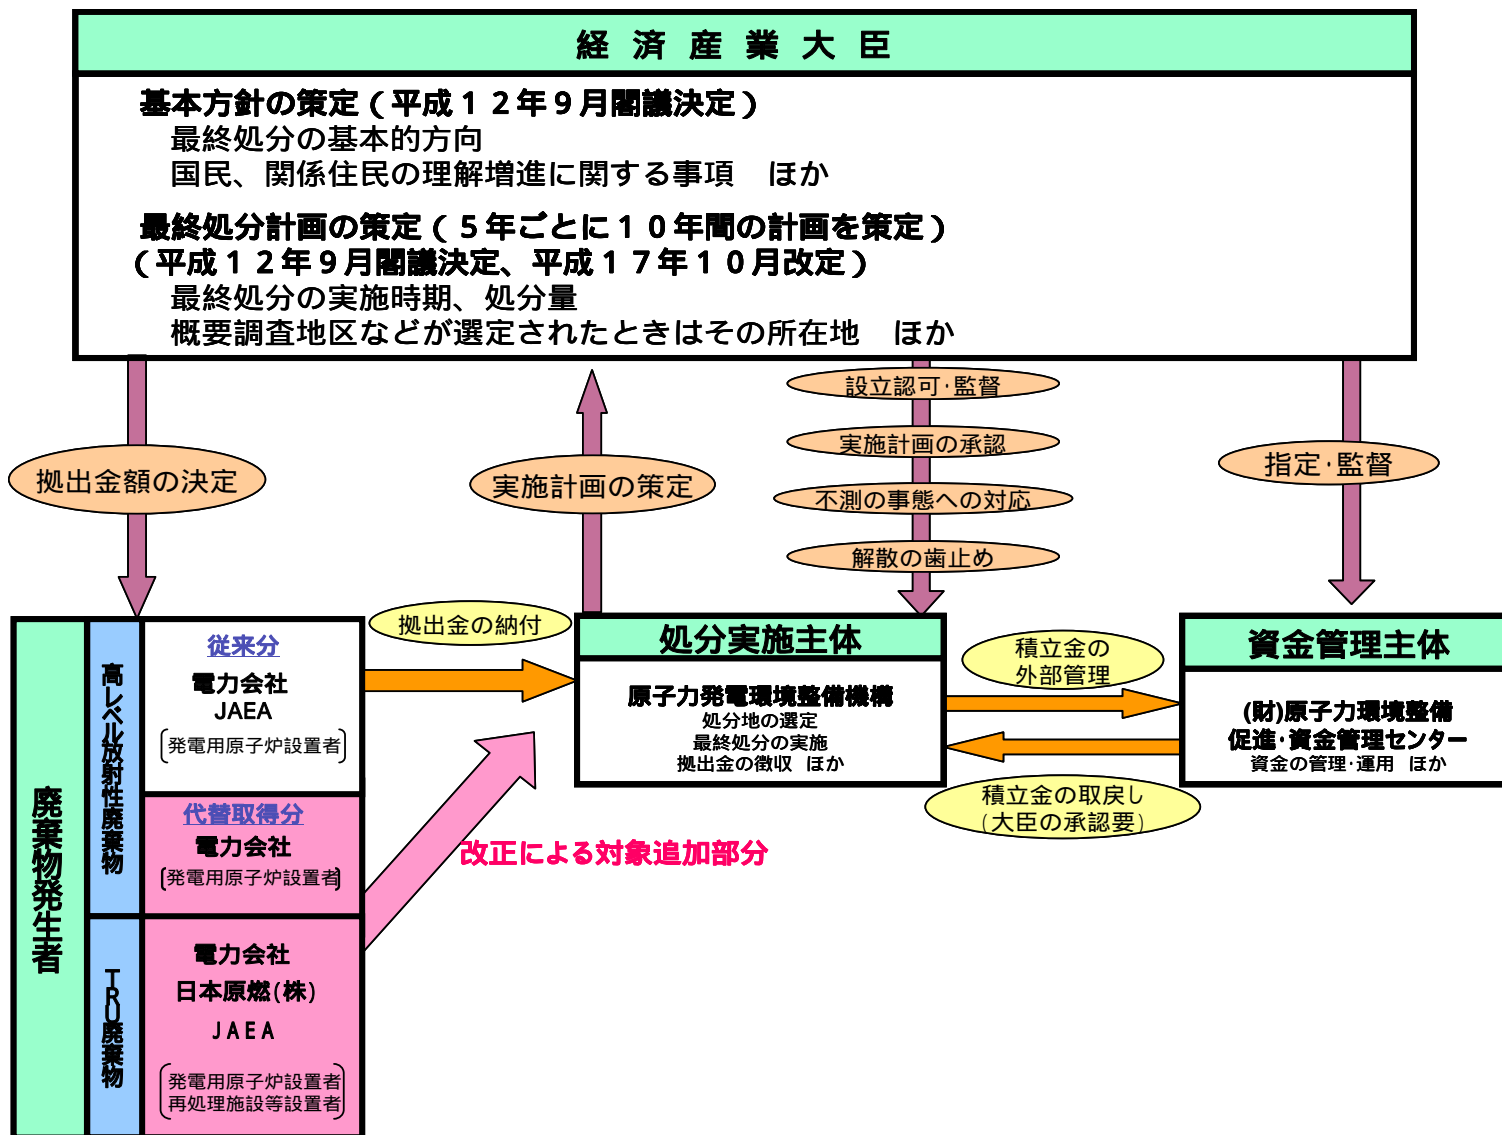 経済産業大臣
基本方針の策定（平成１２年９月閣議決定）
最終処分の基本的方向
国民、関係住民の理解増進に関する事項　ほか
最終処分計画の策定（５年ごとに１０年間の計画を策定）
（平成１２年９月閣議決定、平成１７年１０月改定）
最終処分の実施時期、処分量
概要調査地区などが選定されたときはその所在地　ほか
拠出金額の決定
実施計画の策定
設立認可・監督
実施計画の承認
不測の事態への対応
解散の歯止め
指定・監督
廃棄物発生者
高レベル放射性廃棄物
従来分
電力会社
JAEA
発電用原子炉設置者
代替取得分
電力会社
発電用原子炉設置者
TRU廃棄物
電力会社
日本原燃(株)
JAEA
発電用原子炉設置者
再処理施設等設置者
拠出金の納付
改正による対象追加部分
処分実施主体
原子力発電環境整備機構
処分地の選定
最終処分の実施
拠出金の徴収　ほか
積立金の
外部管理
積立金の取戻し
(大臣の承認要)
資金管理主体
(財)原子力環境整備
促進・資金管理センター
資金の管理・運用　ほか